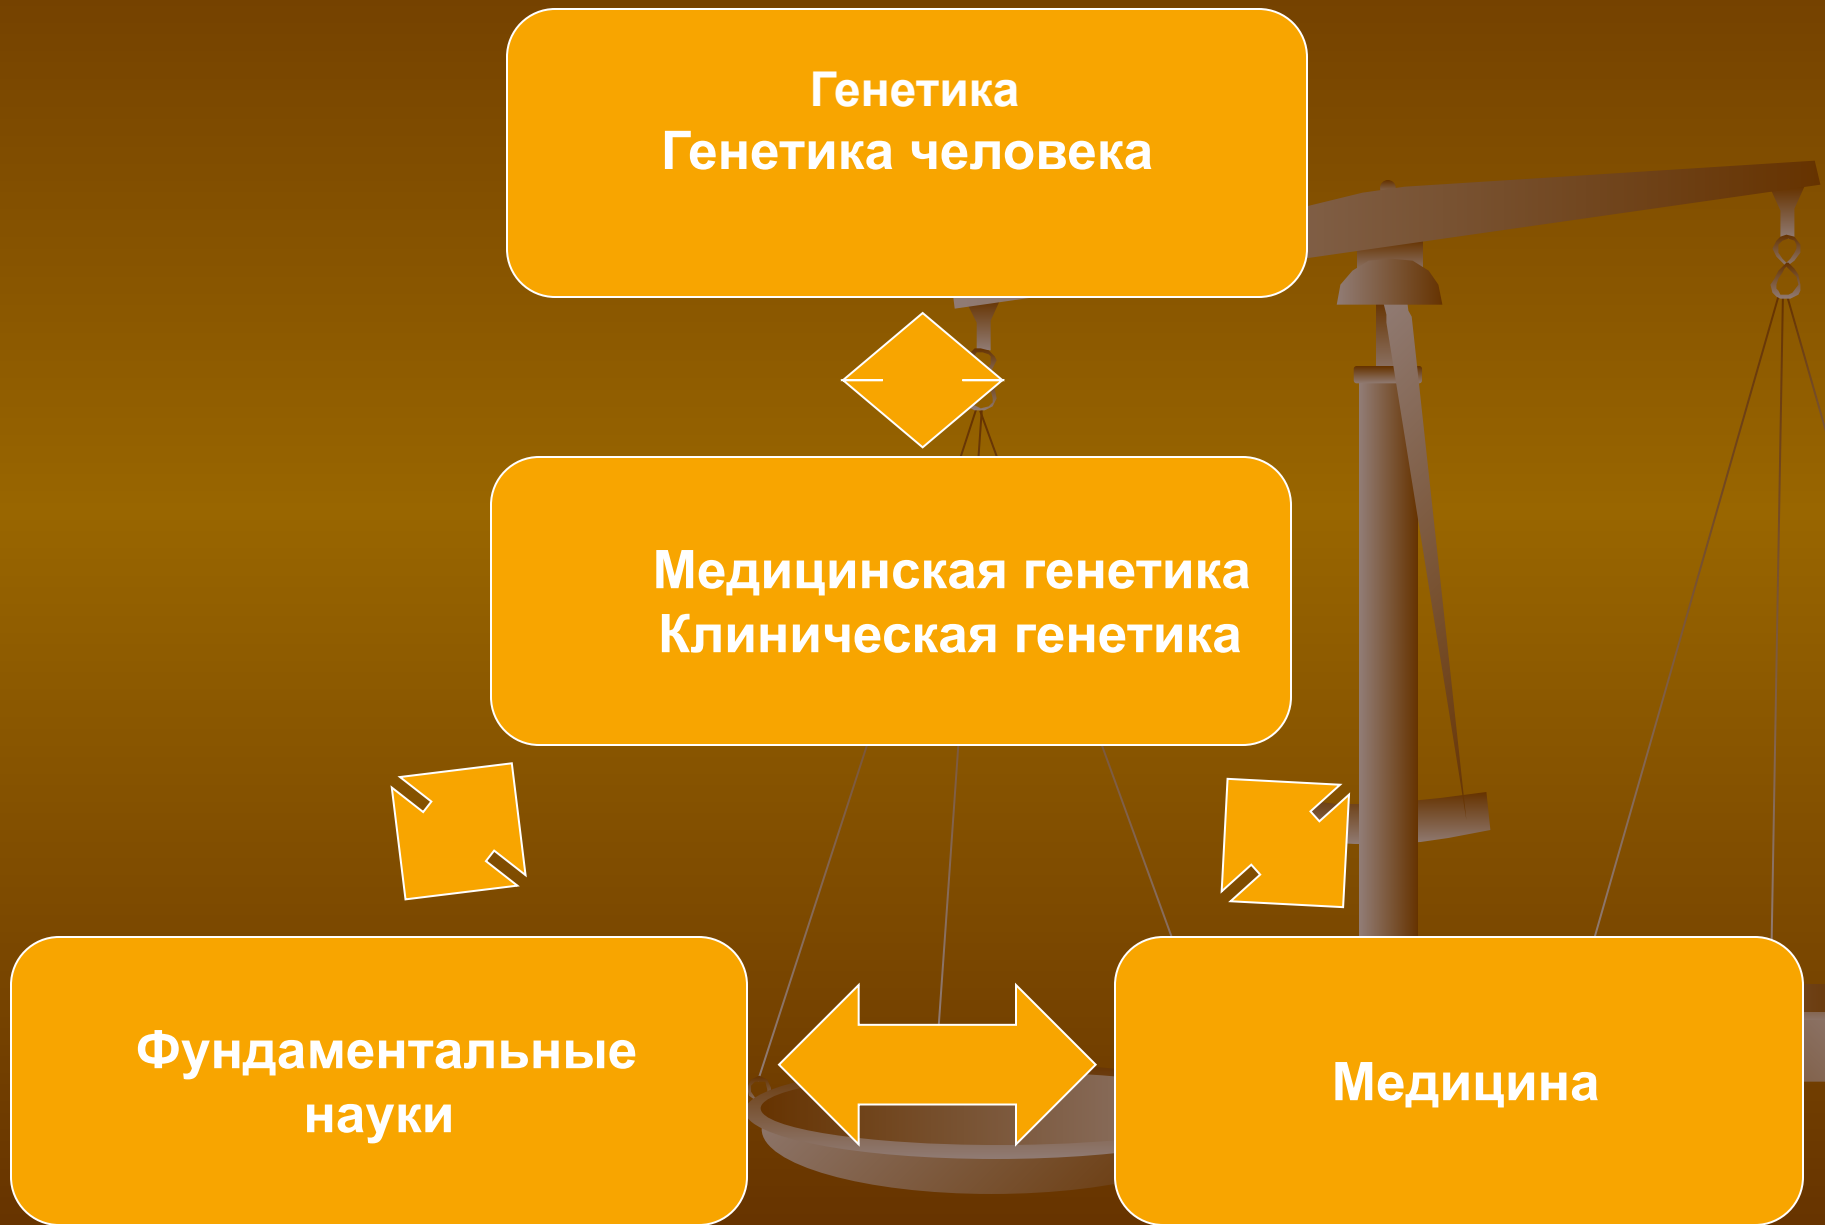 Генетика
Генетика человека
Медицинская генетика
Клиническая генетика
Фундаментальные
науки
Медицина